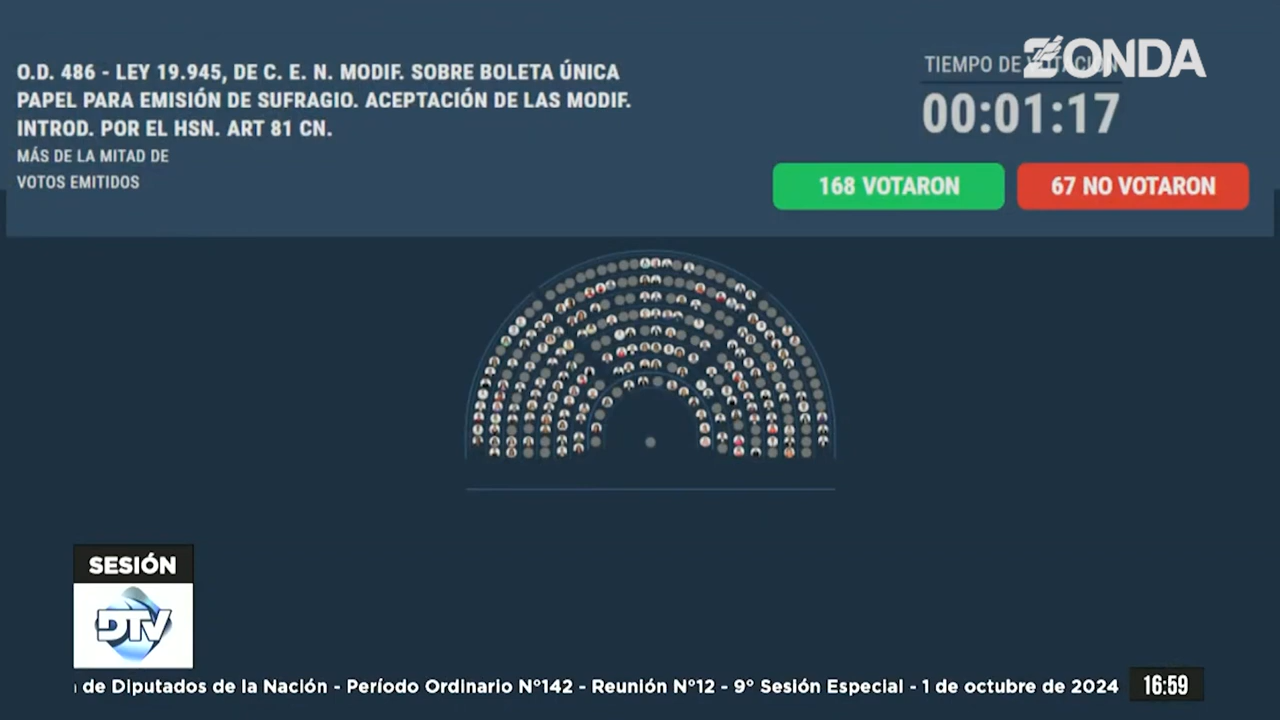 O.D. 486 - LEY 19.945, DE C. E. N. MODIF. SOBRE BOLETA ÚNICA
PAPEL PARA EMISIÓN DE SUFRAGIO. ACEPTACIÓN DE LAS MODIF.
INTROD. POR EL HSN. ART 81 CN.
MÁS DE LA MITAD DE
VOTOS EMITIDOS
TIEMPO DE
ZONDA
00:01:17
168 VOTARON
67 NO VOTARON
SESIÓN
DTV
de Diputados de la Nación - Período Ordinario N°142 - Reunión N°12 - 9° Sesión Especial - 1 de octubre de 2024
16:59